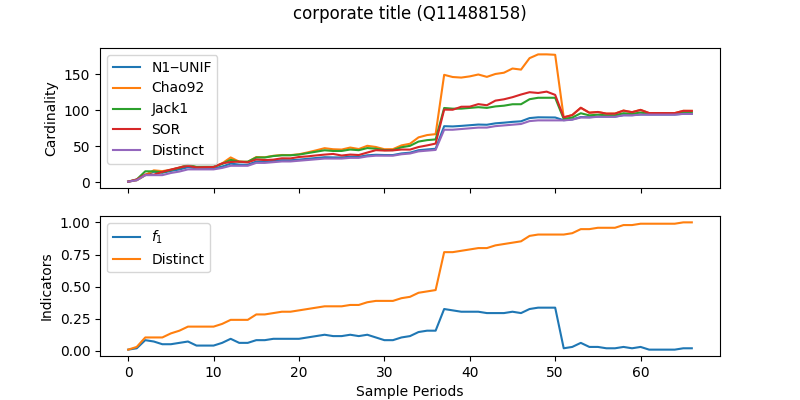 corporate title (Q11488158)
Cardinality
150
100
50
0
N1−UNIF
Chao92
Jack1
SOR
Distinct
Indicators
1.00
0.75
0.50
0.25
0.00
f₁
Distinct
0 10 20 30 40 50 60
Sample Periods